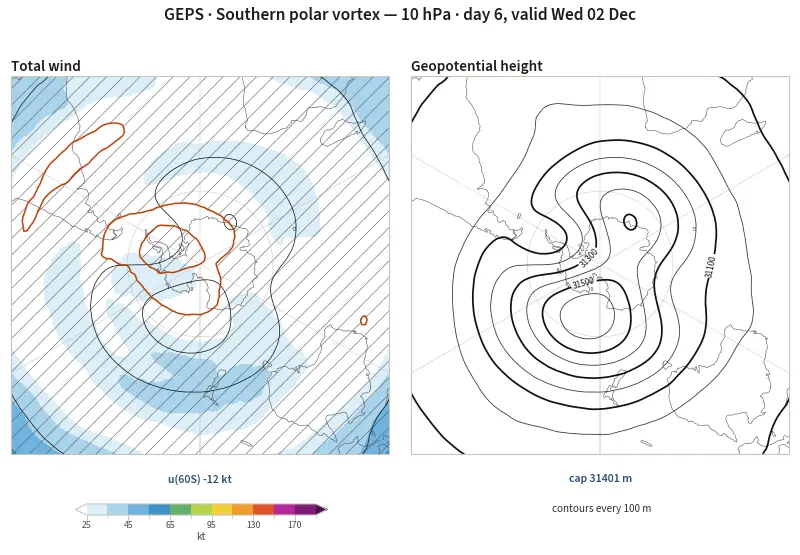 GEPS · Southern polar vortex — 10 hPa · day 6, valid Wed 02 Dec
Total wind
Geopotential height
31300
31500
31100
u(60S) -12 kt
cap 31401 m
contours every 100 m
25 45 65 95 130 170
kt